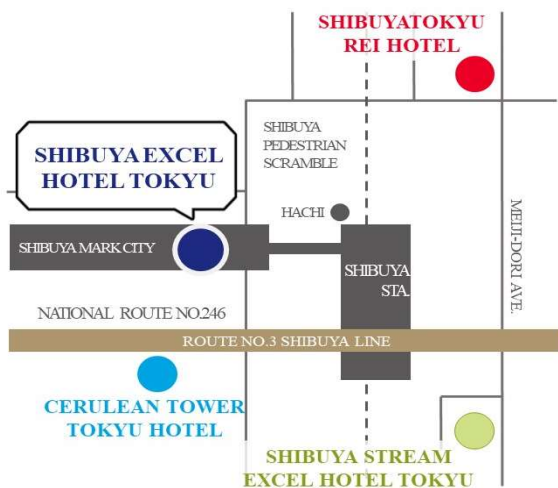 SHIBUYATOKYU
REI HOTEL
SHIBUYA
PEDESTRIAN
SCRAMBLE
SHIBUYA EXCEL
HOTEL TOKYU
HACHI
MEIJI-DORI AVE.
SHIBUYA MARK CITY
SHIBUYA
STA.
NATIONAL ROUTE NO.246
ROUTE NO.3 SHIBUYA LINE
CERULEAN TOWER
TOKYU HOTEL
SHIBUYA STREAM
EXCEL HOTEL TOKYU